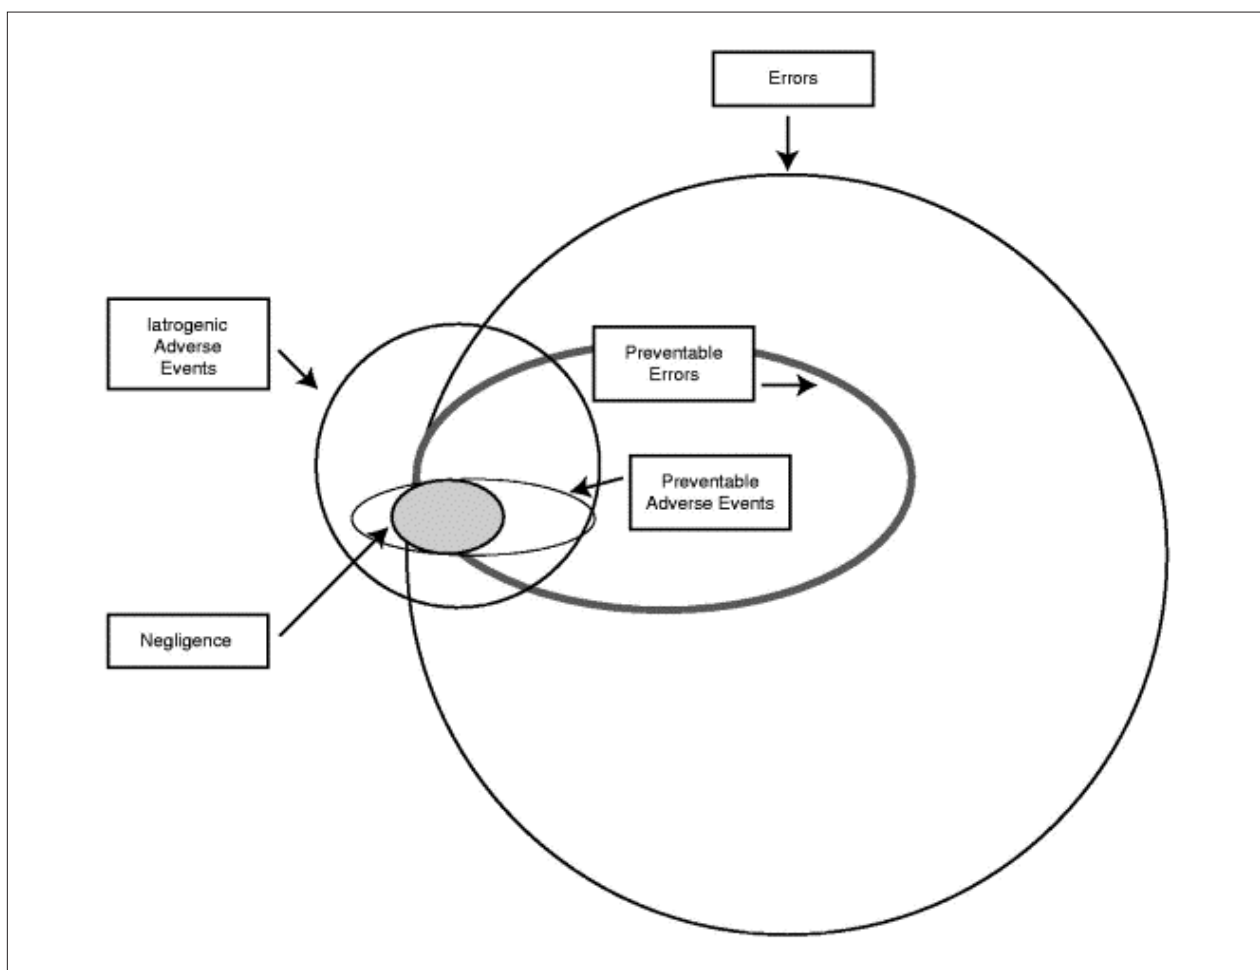 Errors
Iatrogenic
Adverse
Events
Preventable
Errors
Preventable
Adverse Events
Negligence